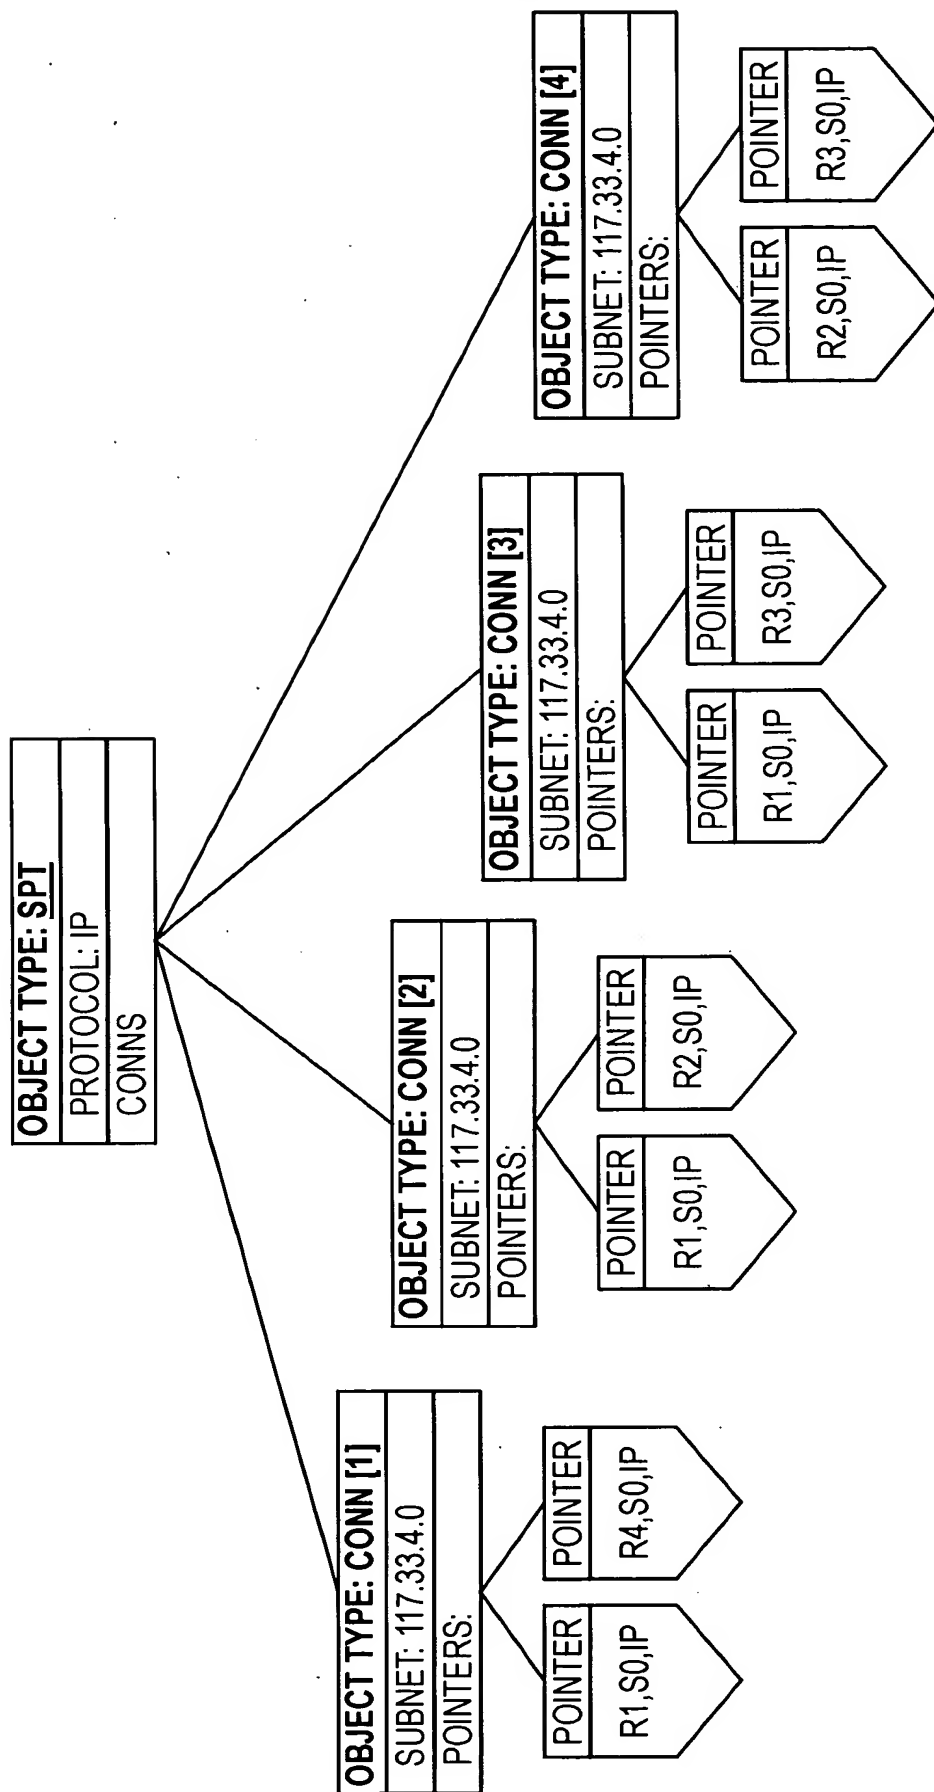 OBJECT TYPE: SPT
PROTOCOL: IP
CONNS
OBJECT TYPE: CONN [1]
SUBNET: 117.33.4.0
POINTERS:
POINTER
R1,S0,IP
POINTER
R4,S0,IP
OBJECT TYPE: CONN [2]
SUBNET: 117.33.4.0
POINTERS:
POINTER
R1,S0,IP
POINTER
R2,S0,IP
OBJECT TYPE: CONN [3]
SUBNET: 117.33.4.0
POINTERS:
POINTER
R1,S0,IP
POINTER
R3,S0,IP
OBJECT TYPE: CONN [4]
SUBNET: 117.33.4.0
POINTERS:
POINTER
R2,S0,IP
POINTER
R3,S0,IP